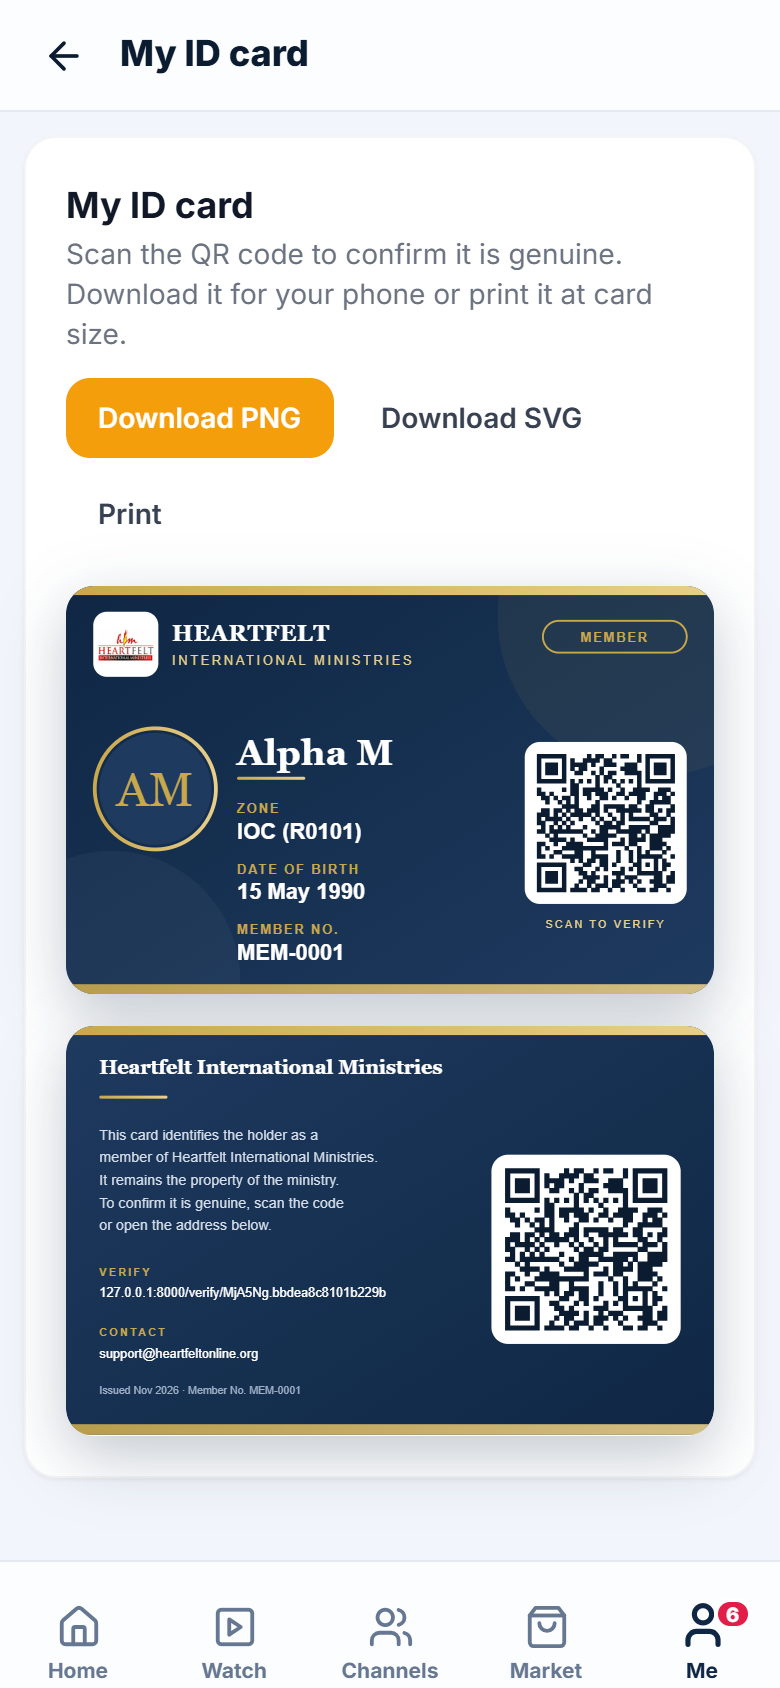 My ID card
My ID card
Scan the QR code to confirm it is genuine.
Download it for your phone or print it at card
size.
Download PNG
Download SVG
Print
hfm
HEARTFELT
INTERNATIONAL MINISTRIES
HEARTFELT
INTERNATIONAL MINISTRIES
MEMBER
AM
Alpha M
ZONE
IOC (R0101)
DATE OF BIRTH
15 May 1990
MEMBER NO.
MEM-0001
SCAN TO VERIFY
Heartfelt International Ministries
This card identifies the holder as a
member of Heartfelt International Ministries.
It remains the property of the ministry.
To confirm it is genuine, scan the code
or open the address below.
VERIFY
127.0.0.1:8000/verify/MjA5Ng.bbdea8c8101b229b
CONTACT
support@heartfeltonline.org
Issued Nov 2026 · Member No. MEM-0001
6
Home
Watch
Channels
Market
Me